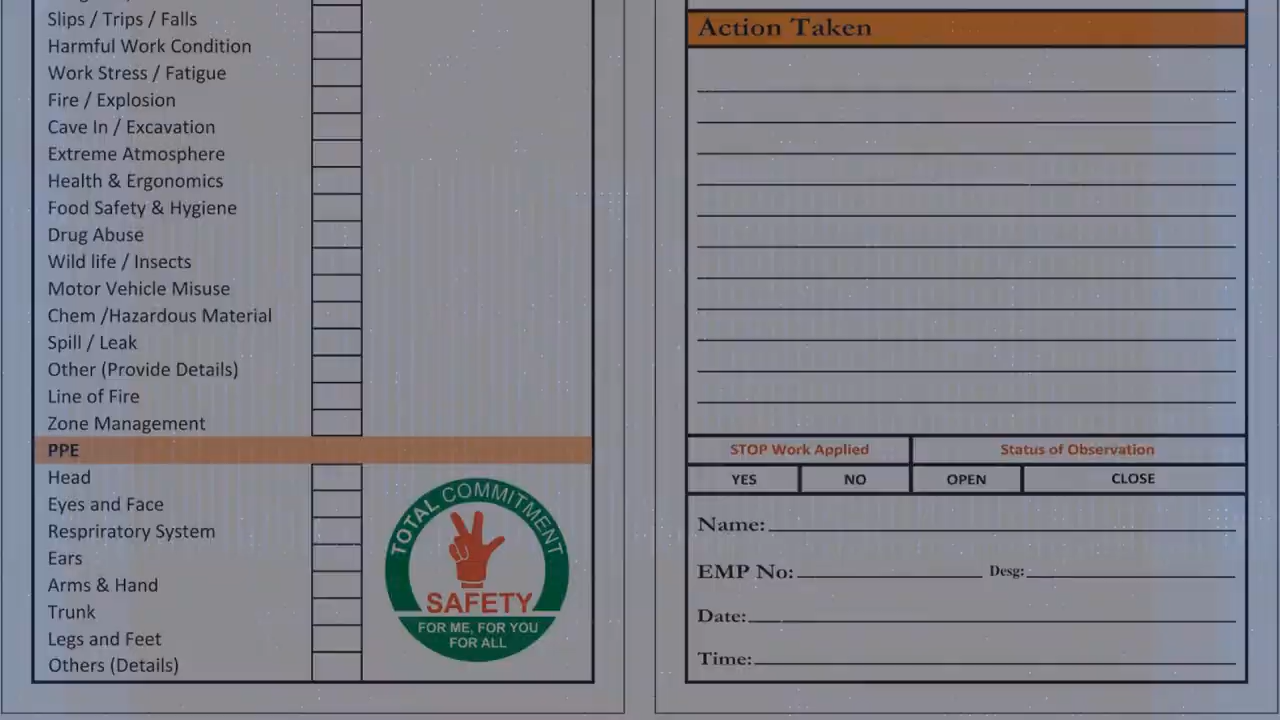 Slips / Trips / Falls
Harmful Work Condition
Work Stress / Fatigue
Fire / Explosion
Cave In / Excavation
Extreme Atmosphere
Health & Ergonomics
Food Safety & Hygiene
Drug Abuse
Wild life / Insects
Motor Vehicle Misuse
Chem /Hazardous Material
Spill / Leak
Other (Provide Details)
Line of Fire
Zone Management
PPE
Head
Eyes and Face
Respriratory System
Ears
Arms & Hand
Trunk
Legs and Feet
Others (Details)
TOTAL COMMITMENT
SAFETY
FOR ME, FOR YOU
FOR ALL
Action Taken
STOP Work Applied
Status of Observation
YES
NO
OPEN
CLOSE
Name:
EMP No:
Desg:
Date:
Time: